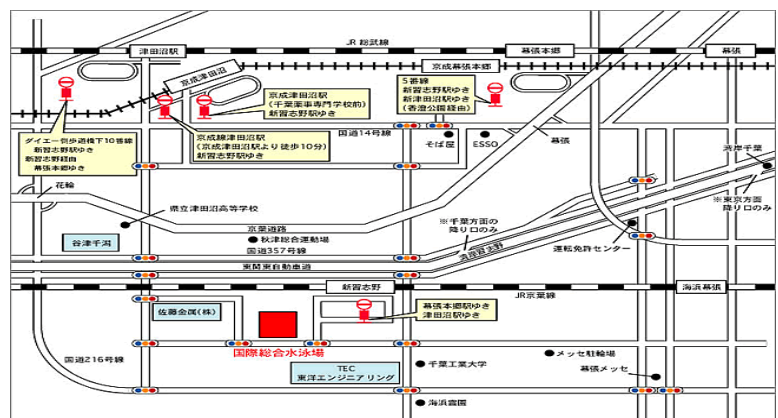 JR 総武線
津田沼駅
幕張本郷
幕張
京成幕張本郷
京成津田沼
5番線
新習志野駅ゆき
新津田沼駅ゆき
(香澄公園経由)
京成津田沼駅
(千葉薬事専門学校前)
新習志野駅ゆき
京成線津田沼駅
(京成津田沼駅より徒歩10分)
新習志野駅ゆき
ダイエー側歩道橋下10番線
新習志野駅ゆき
新習志野経由
幕張本郷ゆき
国道14号線
そば屋
ESSO
幕張
湾岸千葉
※東京方面
降り口のみ
花輪
県立津田沼高等学校
京葉道路
※千葉方面の
降り口のみ
湾岸習志野
谷津干潟
秋津総合運動場
国道357号線
運転免許センター
東関東自動車道
新習志野
JR京葉線
海浜幕張
佐藤金属(株)
幕張本郷駅ゆき
津田沼駅ゆき
国際総合水泳場
国道216号線
TEC
東洋エンジニアリング
千葉工業大学
メッセ駐輪場
幕張メッセ
海浜霊園